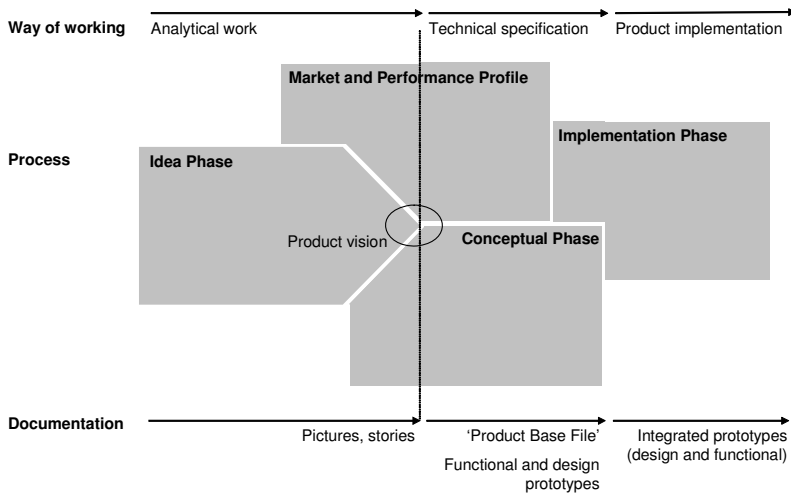 Way of working
Analytical work
Technical specification
Product implementation
Market and Performance Profile
Process
Idea Phase
Implementation Phase
Product vision
Conceptual Phase
Documentation
Pictures, stories
‘Product Base File’
Functional and design
prototypes
Integrated prototypes
(design and functional)